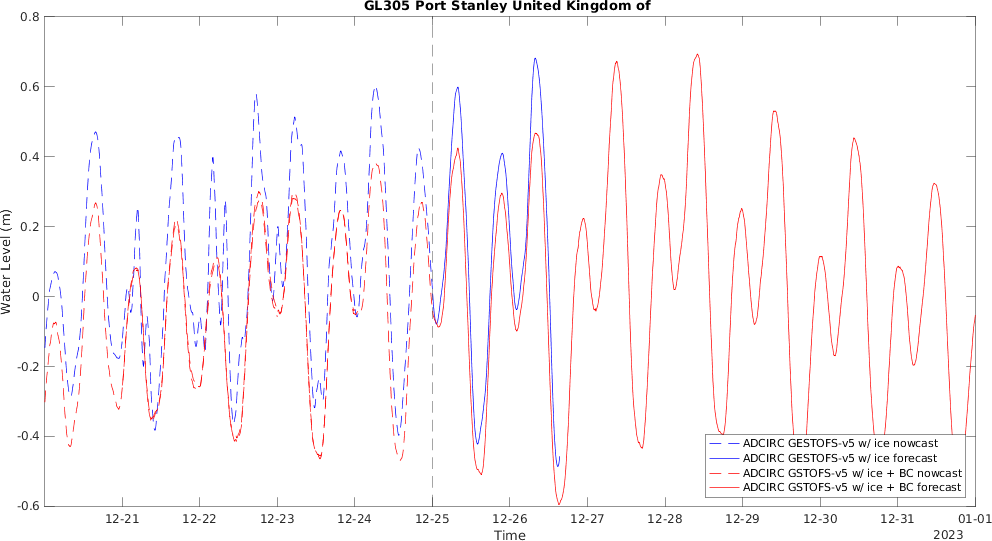 GL305 Port Stanley United Kingdom of
0.8
0.6
0.4
0.2
0
-0.2
-0.4
-0.6
Water Level (m)
ADCIRC GESTOFS-v5 w/ ice nowcast
ADCIRC GESTOFS-v5 w/ ice forecast
ADCIRC GSTOFS-v5 w/ ice + BC nowcast
ADCIRC GSTOFS-v5 w/ ice + BC forecast
12-21 12-22 12-23 12-24 12-25 12-26 12-27 12-28 12-29 12-30 12-31 01-01
Time
2023